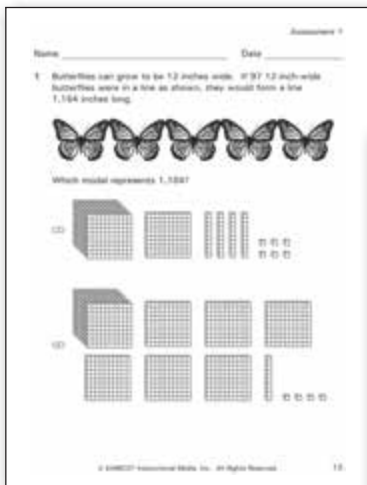 Assessment 1
Name Date
1 Butterflies can grow to be 12 inches wide. If 97 12-inch-wide
butterflies were in a line as shown, they would form a line
1,164 inches long.
Which model represents 1,164?
Instructional Media, Inc. All Rights Reserved.